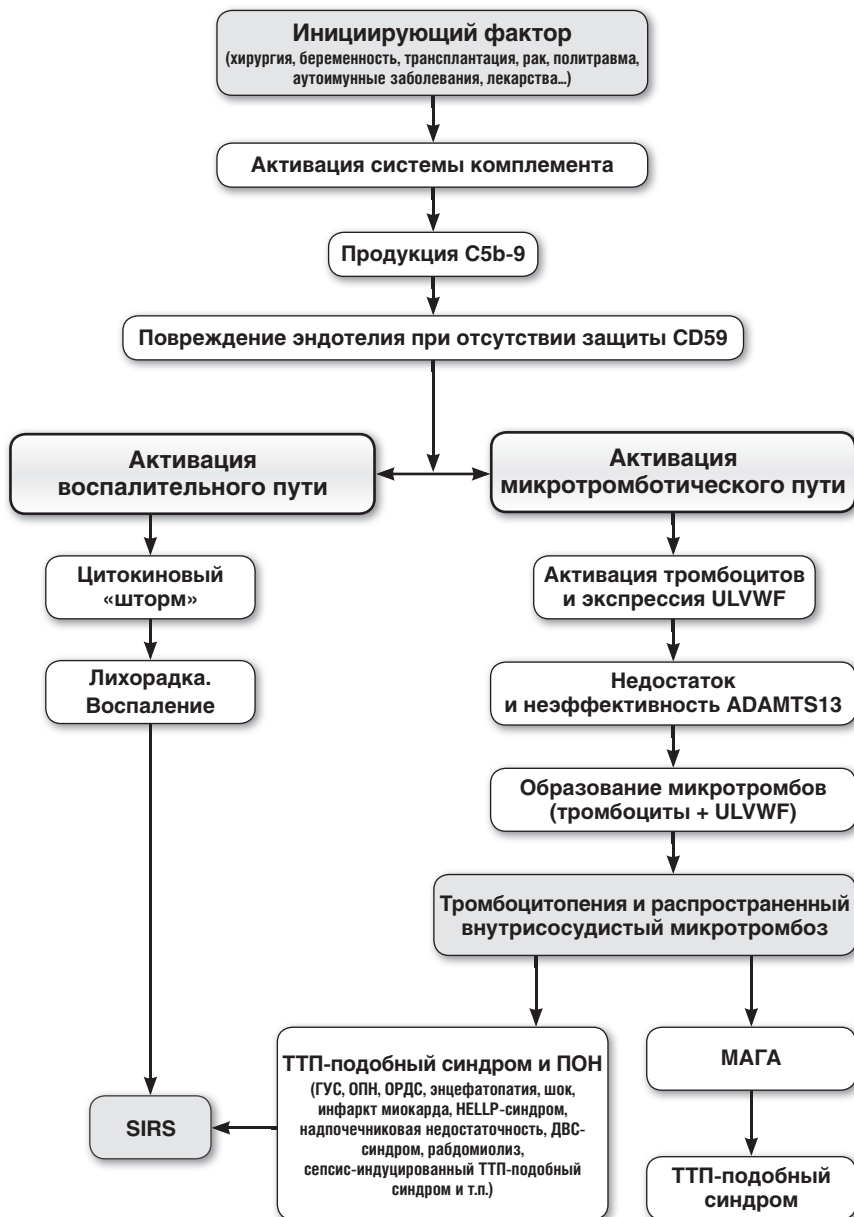 Инициирующий фактор
(хирургия, беременность, трансплантация, рак, политравма,
аутоимунные заболевания, лекарства...)
Активация системы комплемента
Продукция C5b-9
Повреждение эндотелия при отсутствии защиты CD59
Активация
воспалительного пути
Активация
микротромботического пути
Цитокиновый
«шторм»
Активация тромбоцитов
и экспрессия ULVWF
Лихорадка.
Воспаление
Недостаток
и неэффективность ADAMTS13
Образование микротромбов
(тромбоциты + ULVWF)
Тромбоцитопения и распространенный
внутрисосудистый микротромбоз
ТТП-подобный синдром и ПОН
(ГУС, ОПН, ОРДС, энцефатопатия, шок,
инфаркт миокарда, HELLP-синдром,
надпочечниковая недостаточность, ДВС-
синдром, рабдомиолиз,
сепсис-индуцированный ТТП-подобный
синдром и т.п.)
МАГА
SIRS
ТТП-подобный
синдром